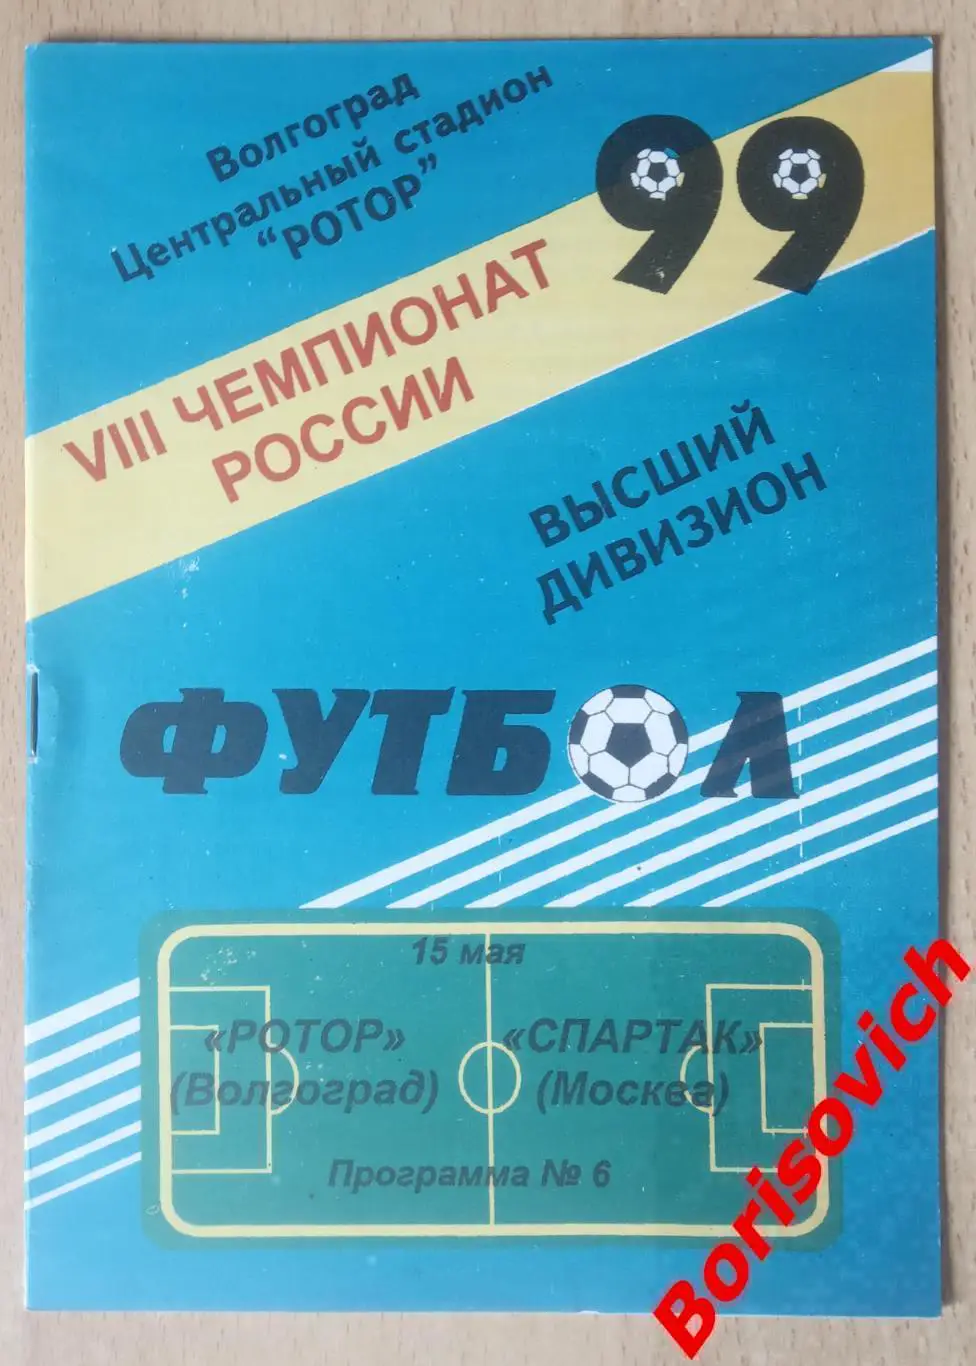 Волгоград
Центральный стадион
"РОТОР"
99
VIII ЧЕМПИОНАТ
РОССИИ
ВЫСШИЙ
ДИВИЗИОН
ФУТБОЛ
15 мая
«РОТОР» «СПАРТАК»
(Волгоград) (Москва)
Программа № 6
Borisovich